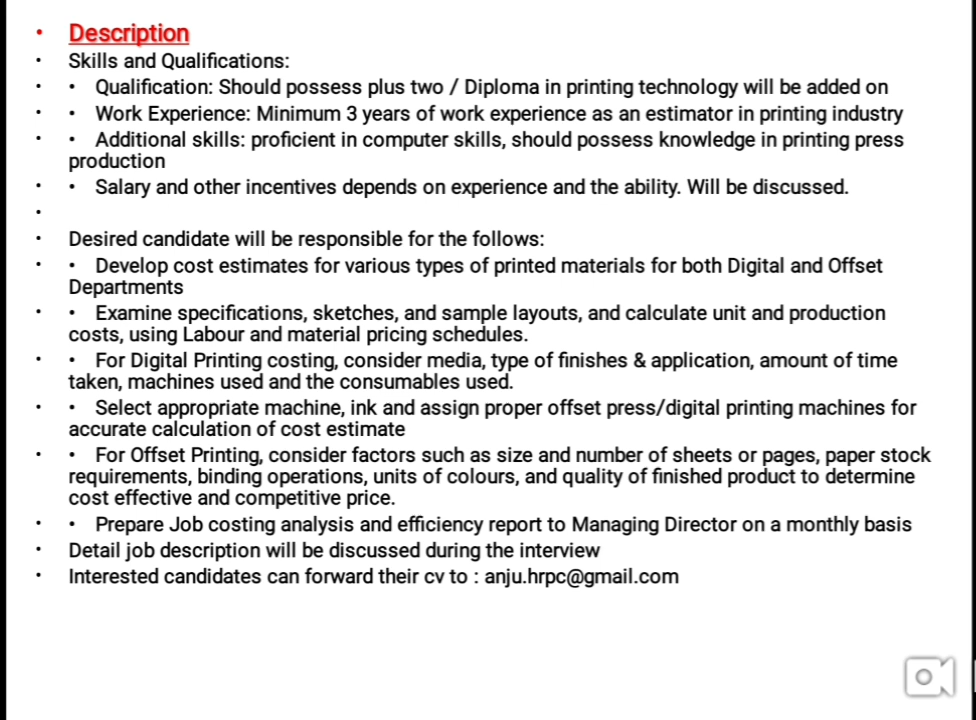 • Description
• Skills and Qualifications:
• • Qualification: Should possess plus two / Diploma in printing technology will be added on
• • Work Experience: Minimum 3 years of work experience as an estimator in printing industry
• • Additional skills: proficient in computer skills, should possess knowledge in printing press
production
• • Salary and other incentives depends on experience and the ability. Will be discussed.
•
• Desired candidate will be responsible for the follows:
• • Develop cost estimates for various types of printed materials for both Digital and Offset
Departments
• • Examine specifications, sketches, and sample layouts, and calculate unit and production
costs, using Labour and material pricing schedules.
• • For Digital Printing costing, consider media, type of finishes & application, amount of time
taken, machines used and the consumables used.
• • Select appropriate machine, ink and assign proper offset press/digital printing machines for
accurate calculation of cost estimate
• • For Offset Printing, consider factors such as size and number of sheets or pages, paper stock
requirements, binding operations, units of colours, and quality of finished product to determine
cost effective and competitive price.
• • Prepare Job costing analysis and efficiency report to Managing Director on a monthly basis
• Detail job description will be discussed during the interview
• Interested candidates can forward their cv to : anju.hrpc@gmail.com